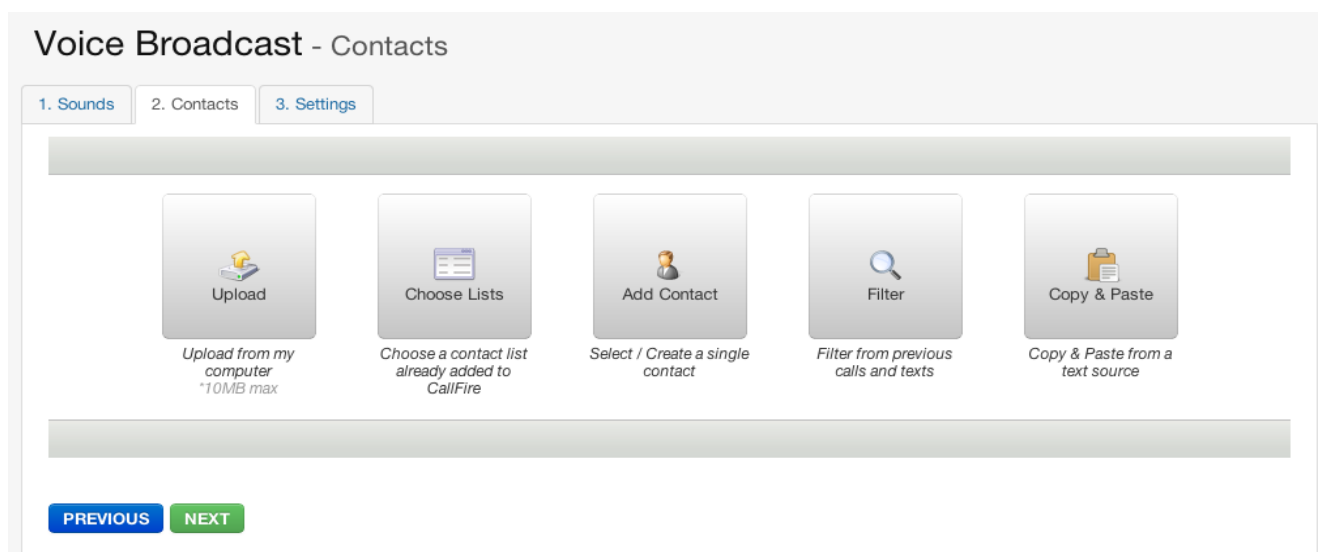 Voice Broadcast - Contacts
1. Sounds
2. Contacts
3. Settings
Upload
Choose Lists
Add Contact
Filter
Copy & Paste
Upload from my
computer
*10MB max
Choose a contact list
already added to
CallFire
Select / Create a single
contact
Filter from previous
calls and texts
Copy & Paste from a
text source
PREVIOUS
NEXT